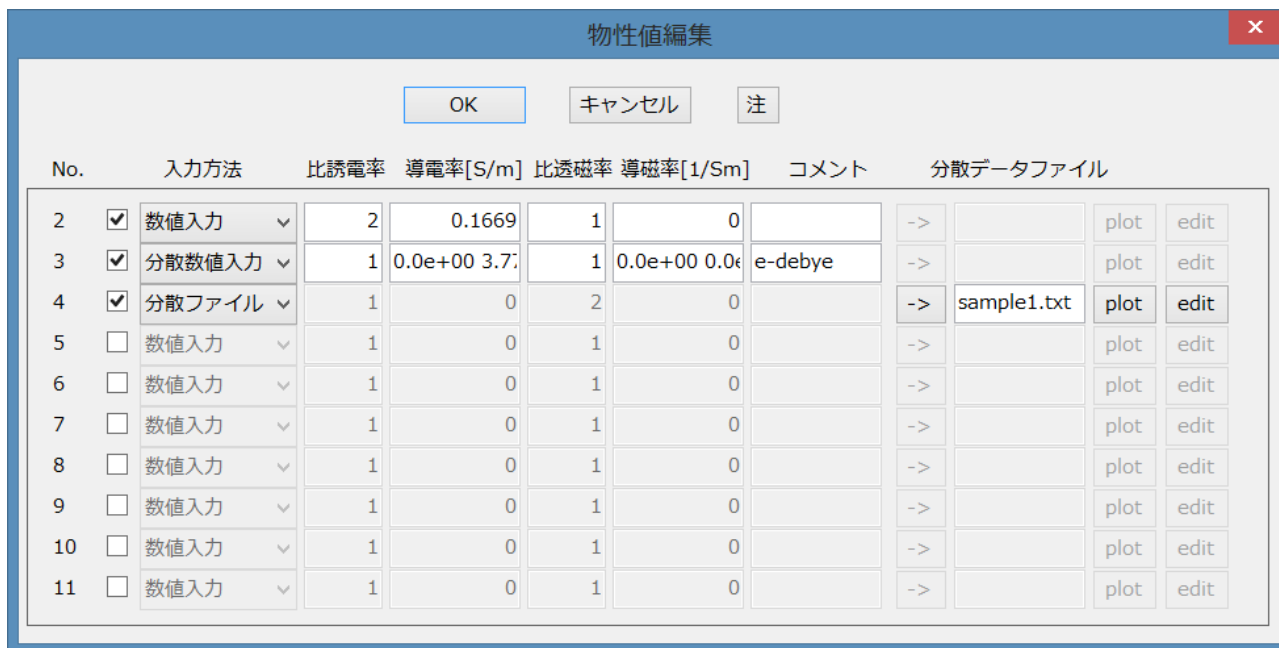 物性値編集
OK キャンセル 注
No. 入力方法 比誘電率 導電率[S/m] 比透磁率 導磁率[1/Sm] コメント 分散データファイル
2 数値入力 2 0.1669 1 0 -> plot edit
3 分散数値入力 1 0.0e+00 3.7 1 0.0e+00 0.0e e-debye -> plot edit
4 分散ファイル 1 0 2 0 -> sample1.txt plot edit
5 数値入力 1 0 1 0 -> plot edit
6 数値入力 1 0 1 0 -> plot edit
7 数値入力 1 0 1 0 -> plot edit
8 数値入力 1 0 1 0 -> plot edit
9 数値入力 1 0 1 0 -> plot edit
10 数値入力 1 0 1 0 -> plot edit
11 数値入力 1 0 1 0 -> plot edit